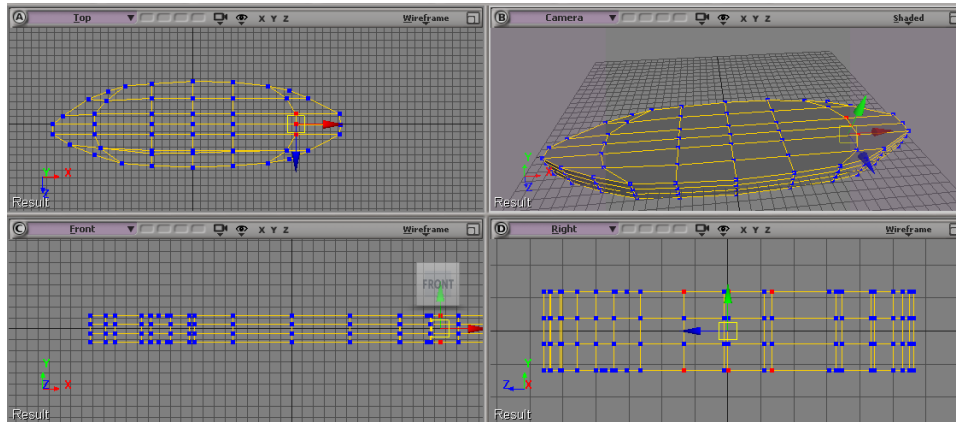 A Top X Y Z Wireframe
Y X Z
Result
B Camera X Y Z Shaded
Y Z X
Result
C Front X Y Z Wireframe
FRONT
Y Z X
Result
D Right X Y Z Wireframe
Y Z X
Result